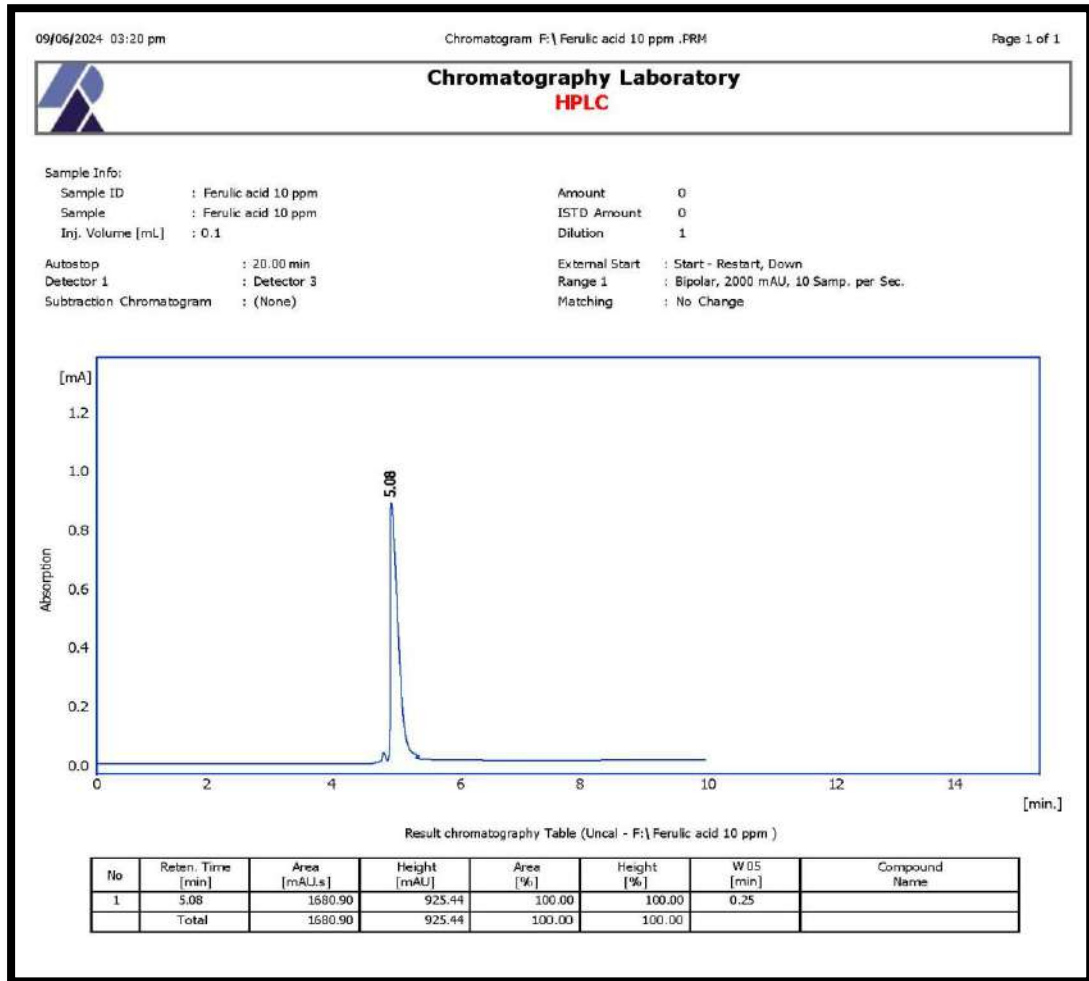 09/06/2024 03:20 pm Chromatogram F:\ Ferulic acid 10 ppm .PRM Page 1 of 1
Chromatography Laboratory
HPLC
Sample Info:
Sample ID : Ferulic acid 10 ppm Amount 0
Sample : Ferulic acid 10 ppm ISTD Amount 0
Inj. Volume [mL] : 0.1 Dilution 1
Autostop : 20.00 min External Start : Start - Restart, Down
Detector 1 : Detector 3 Range 1 : Bipolar, 2000 mAU, 10 Samp. per Sec.
Subtraction Chromatogram : (None) Matching : No Change
[mA]
1.2
1.0
0.8
0.6
0.4
0.2
0.0
Absorption
5.08
0 2 4 6 8 10 12 14
[min.]
Result chromatography Table (Uncal - F:\ Ferulic acid 10 ppm )
No Reten. Time [min] Area [mAU.s] Height [mAU] Area [%] Height [%] W 05 [min] Compound Name
1 5.08 1680.90 925.44 100.00 100.00 0.25
Total 1680.90 925.44 100.00 100.00